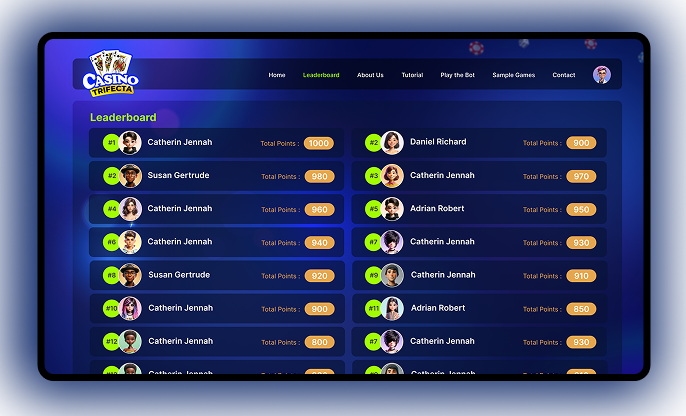 CASINO
TRIFECTA
Home Leaderboard About Us Tutorial Play the Bot Sample Games Contact
Leaderboard
#1 Catherin Jennah Total Points : 1000
#2 Daniel Richard Total Points : 900
#2 Susan Gertrude Total Points : 980
#3 Catherin Jennah Total Points : 970
#4 Catherin Jennah Total Points : 960
#5 Adrian Robert Total Points : 950
#6 Catherin Jennah Total Points : 940
#7 Catherin Jennah Total Points : 930
#8 Susan Gertrude Total Points : 920
#9 Catherin Jennah Total Points : 910
#10 Catherin Jennah Total Points : 900
#11 Adrian Robert Total Points : 850
#12 Catherin Jennah Total Points : 800
#7 Catherin Jennah Total Points : 930
Catherin Jennah Total Points :
Catherin Jennah Total Points :